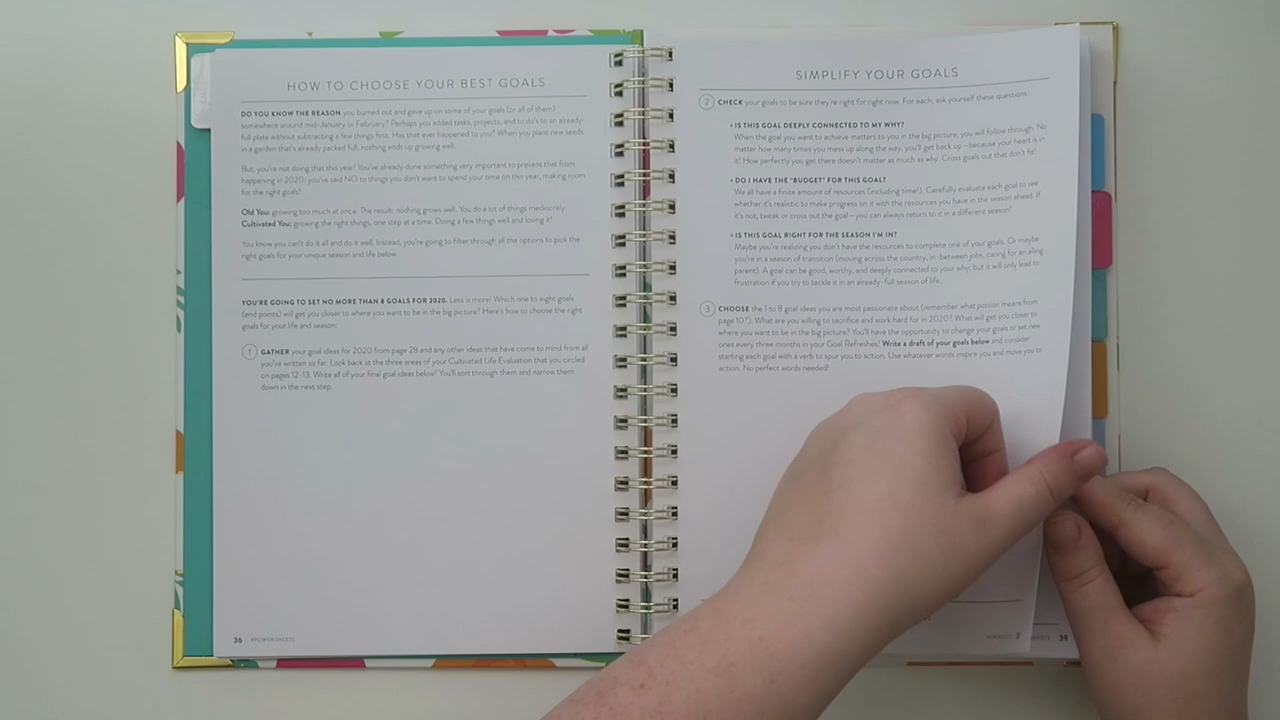 HOW TO CHOOSE YOUR BEST GOALS
DO YOU KNOW THE REASON you burned out and gave up on some of your goals (or all of them)
somewhere around mid-January or February? Perhaps you added tasks, projects, and to-do's to an already-
full plate without subtracting a few things first. Has that ever happened to you? When you plant new seeds
in a garden that's already packed full, nothing ends up growing well.
But, you're not doing that this year! You've already done something very important to prevent that from
happening in 2020: you've said NO to things you don't want to spend your time on this year, making room
for the right goals!
Old You: growing too much at once. The result: nothing grows well. You do a lot of things mediocrely.
Cultivated You: growing the right things, one step at a time. Doing a few things well and loving it!
You know you can't do it all and do it well. Instead, you're going to filter through all the options to pick the
right goals for your unique season and life below.
YOU'RE GOING TO SET NO MORE THAN 8 GOALS FOR 2020. Less is more! Which one to eight goals
(end points) will get you closer to where you want to be in the big picture? Here's how to choose the right
goals for your life and season:
1 GATHER your goal ideas for 2020 from page 28 and any other ideas that have come to mind from all
you've written so far. Look back at the three areas of your Cultivated Life Evaluation that you circled
on pages 12-13. Write all of your final goal ideas below! You'll sort through them and narrow them
down in the next step.
36 #POWERSHEETS
SIMPLIFY YOUR GOALS
2 CHECK your goals to be sure they're right for right now. For each, ask yourself these questions:
• IS THIS GOAL DEEPLY CONNECTED TO MY WHY?
When the goal you want to achieve matters to you in the big picture, you will follow through. No
matter how many times you mess up along the way, you'll get back up—because your heart is in
it! How perfectly you get there doesn't matter as much as why. Cross goals out that don't fit!
• DO I HAVE THE "BUDGET" FOR THIS GOAL?
We all have a finite amount of resources (including time!). Carefully evaluate each goal to see
whether it's realistic to make progress on it with the resources you have in the season ahead. If
it's not, tweak or cross out the goal—you can always return to it in a different season!
• IS THIS GOAL RIGHT FOR THE SEASON I'M IN?
Maybe you're realizing you don't have the resources to complete one of your goals. Or maybe
you're in a season of transition (moving across the country, in-between jobs, caring for an ailing
parent). A goal can be good, worthy, and deeply connected to your why; but it will only lead to
frustration if you try to tackle it in an already-full season of life.
3 CHOOSE the 1 to 8 goal ideas you are most passionate about (remember what passion means from
page 10?). What are you willing to sacrifice and work hard for in 2020? What will get you closer to
where you want to be in the big picture? You'll have the opportunity to change your goals or set new
ones every three months in your Goal Refreshes! Write a draft of your goals below and consider
starting each goal with a verb to spur you to action. Use whatever words inspire you and move you to
action. No perfect words needed!
39